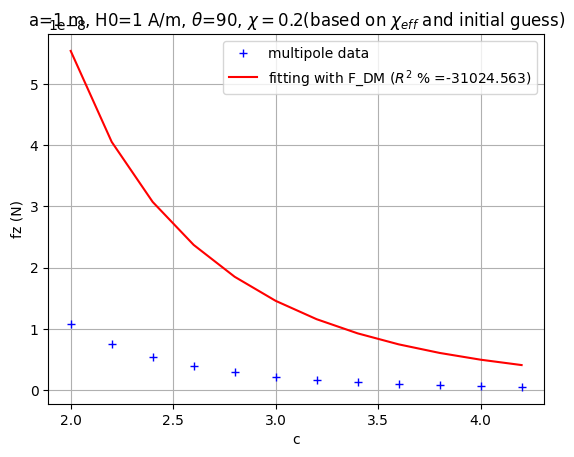 a=1 m, H0=1 A/m, θ=90, χ = 0.2(based on χ_eff and initial guess)
1e−8
multipole data
fitting with F_DM (R² % =-31024.563)
5
4
3
2
1
0
fz (N)
2.0 2.5 3.0 3.5 4.0
c